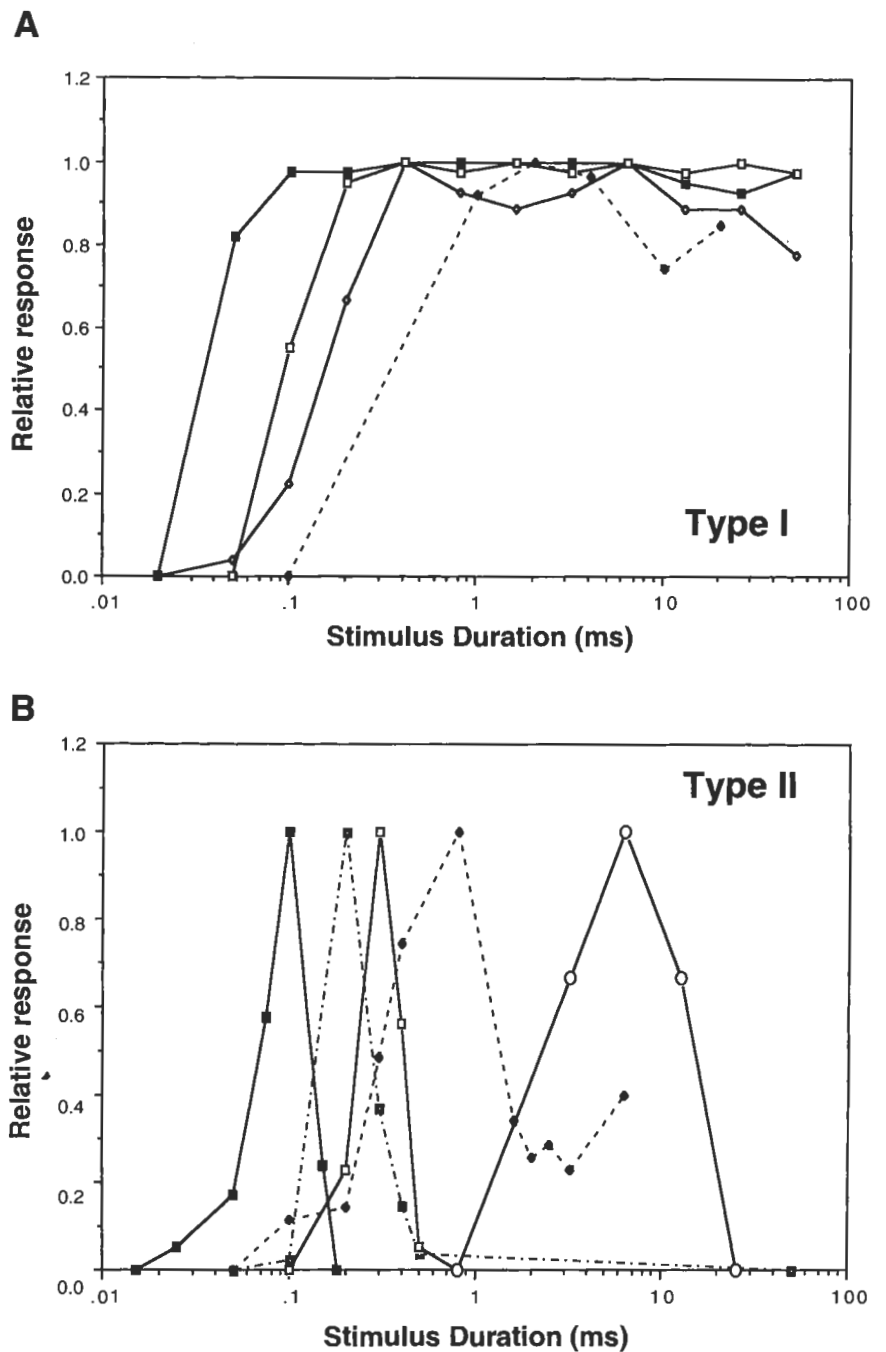 A
1.2
1.0
0.8
0.6
0.4
0.2
0.0
Relative response
Type I
.01 .1 1 10 100
Stimulus Duration (ms)
B
1.2
1.0
0.8
0.6
0.4
0.2
0.0
Relative response
Type II
.01 .1 1 10 100
Stimulus Duration (ms)